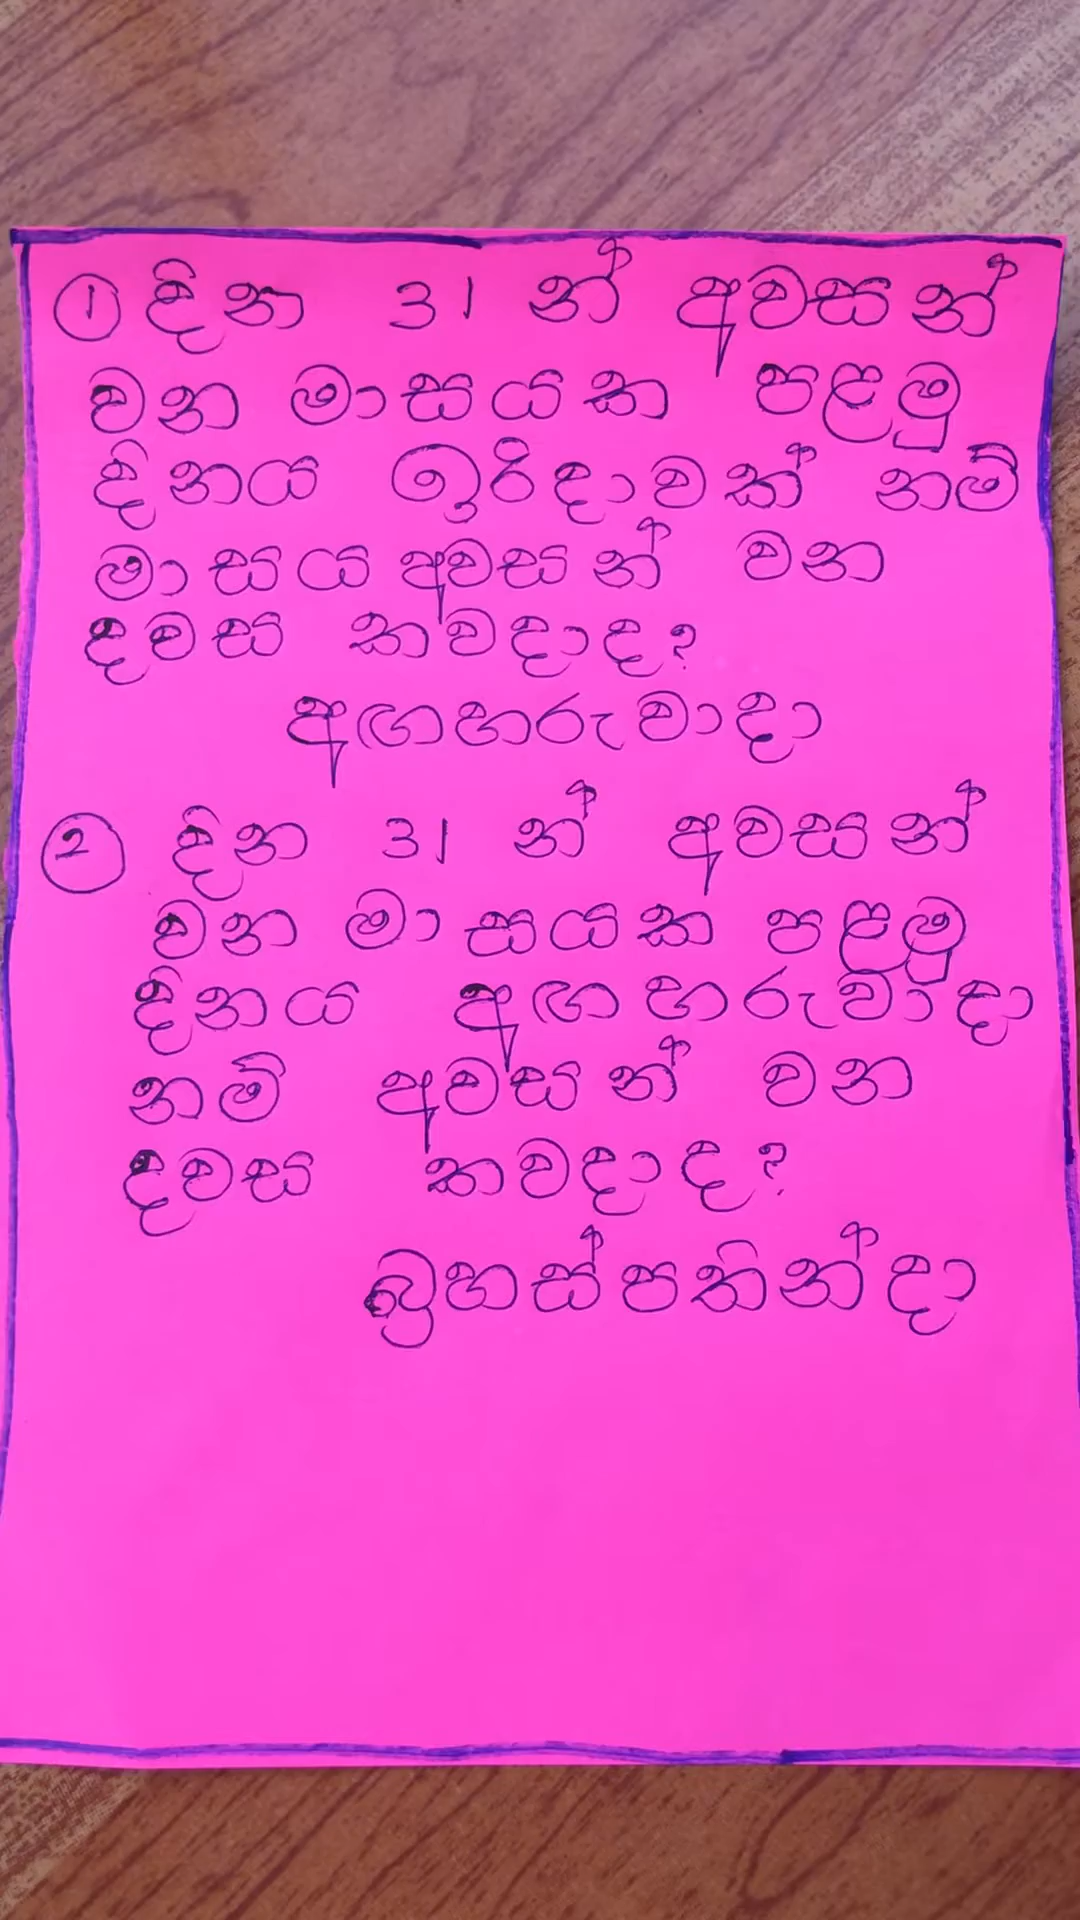 ① දින 31 න් අවසන්
වන මාසයක පළමු
දිනය ඉරිදාවක් නම්
මාසය අවසන් වන
දවස කවදාද?
අඟහරුවාදා
② දින 31 න් අවසන්
වන මාසයක පළමු
දිනය අඟහරුවාදා
නම් අවසන් වන
දවස කවදාද?
බ්‍රහස්පතින්දා